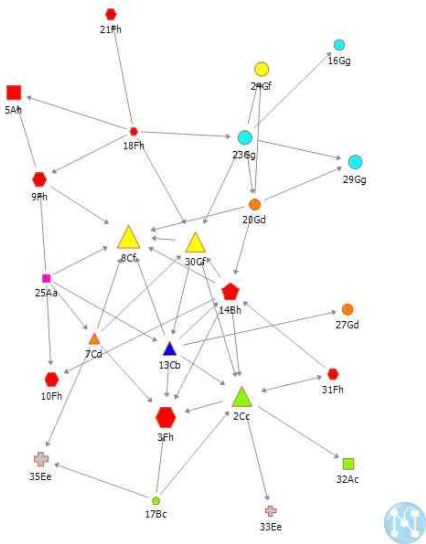 21Fh
16Gg
24Gf
5Ah
18Fh
23Gg
29Gg
9Fh
20Gd
8Cf
30Gf
25Aa
14Bh
27Gd
7Cd
13Cb
10Fh
31Fh
2Cc
3Fh
35Ee
32Ac
17Bc
33Ee